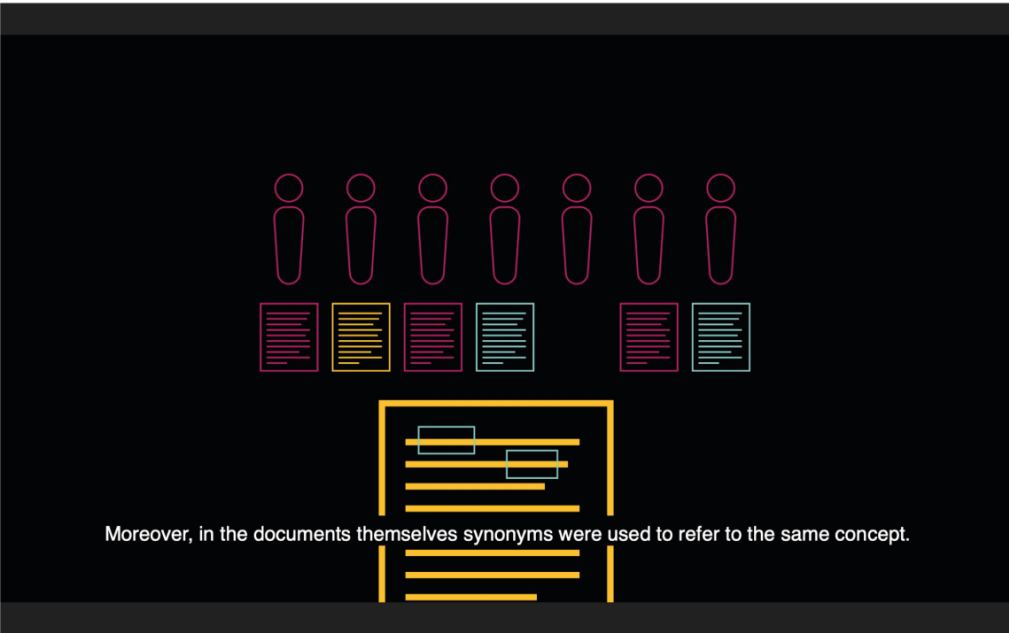 Moreover, in the documents themselves synonyms were used to refer to the same concept.